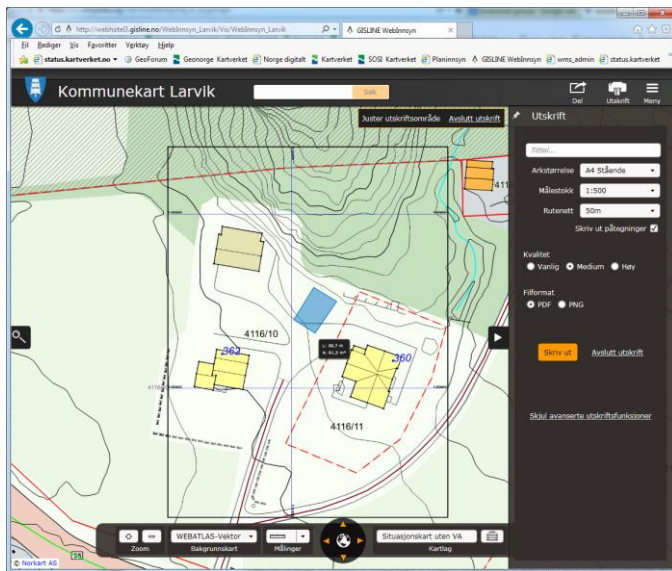 http://webhotel3.gisline.no/WebInnsyn_Larvik/Vis/WebInnsyn_Larvik
GISLINE WebInnsyn
Fil Rediger Vis Favoritter Verktøy Hjelp
status.kartverket.no GeoForum Geonorge Kartverket Norge digitalt Kartverket SOSI Kartverket Planinnsyn GISLINE WebInnsyn wms_admin status.kartverket
Kommunekart Larvik
Søk
Del
Utskrift
Meny
Juster utskriftsområde Avslutt utskrift
Utskrift
Tittel...
Arkstørrelse A4 Stående
Målestokk 1:500
Rutenett 50m
Skriv ut påtegninger
Kvalitet
Vanlig Medium Høy
Filformat
PDF PNG
Skriv ut Avslutt utskrift
Skjul avanserte utskriftsfunksjoner
4116/10
362
360
4116/11
Zoom
WEBATLAS-Vektor
Bakgrunnskart
Målinger
Situasjonskart uten VA
Kartlag
© Norkart AS